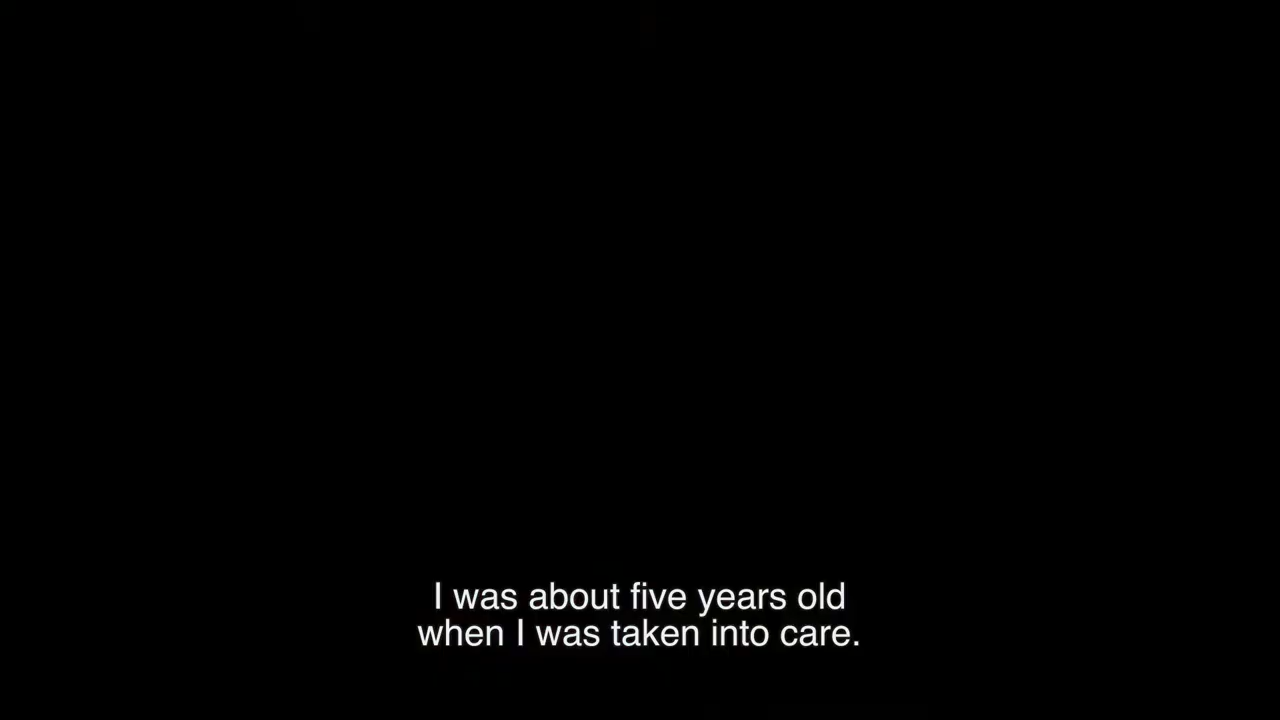 I was about five years old
when I was taken into care.